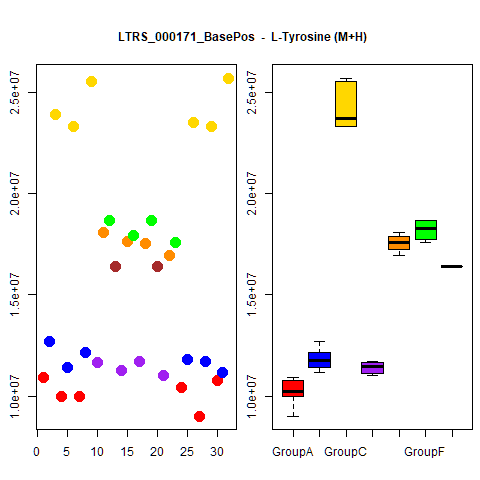 LTRS_000171_BasePos - L-Tyrosine (M+H)
2.5e+07
2.0e+07
1.5e+07
1.0e+07
0 5 10 15 20 25 30
2.5e+07
2.0e+07
1.5e+07
1.0e+07
GroupA GroupC GroupF